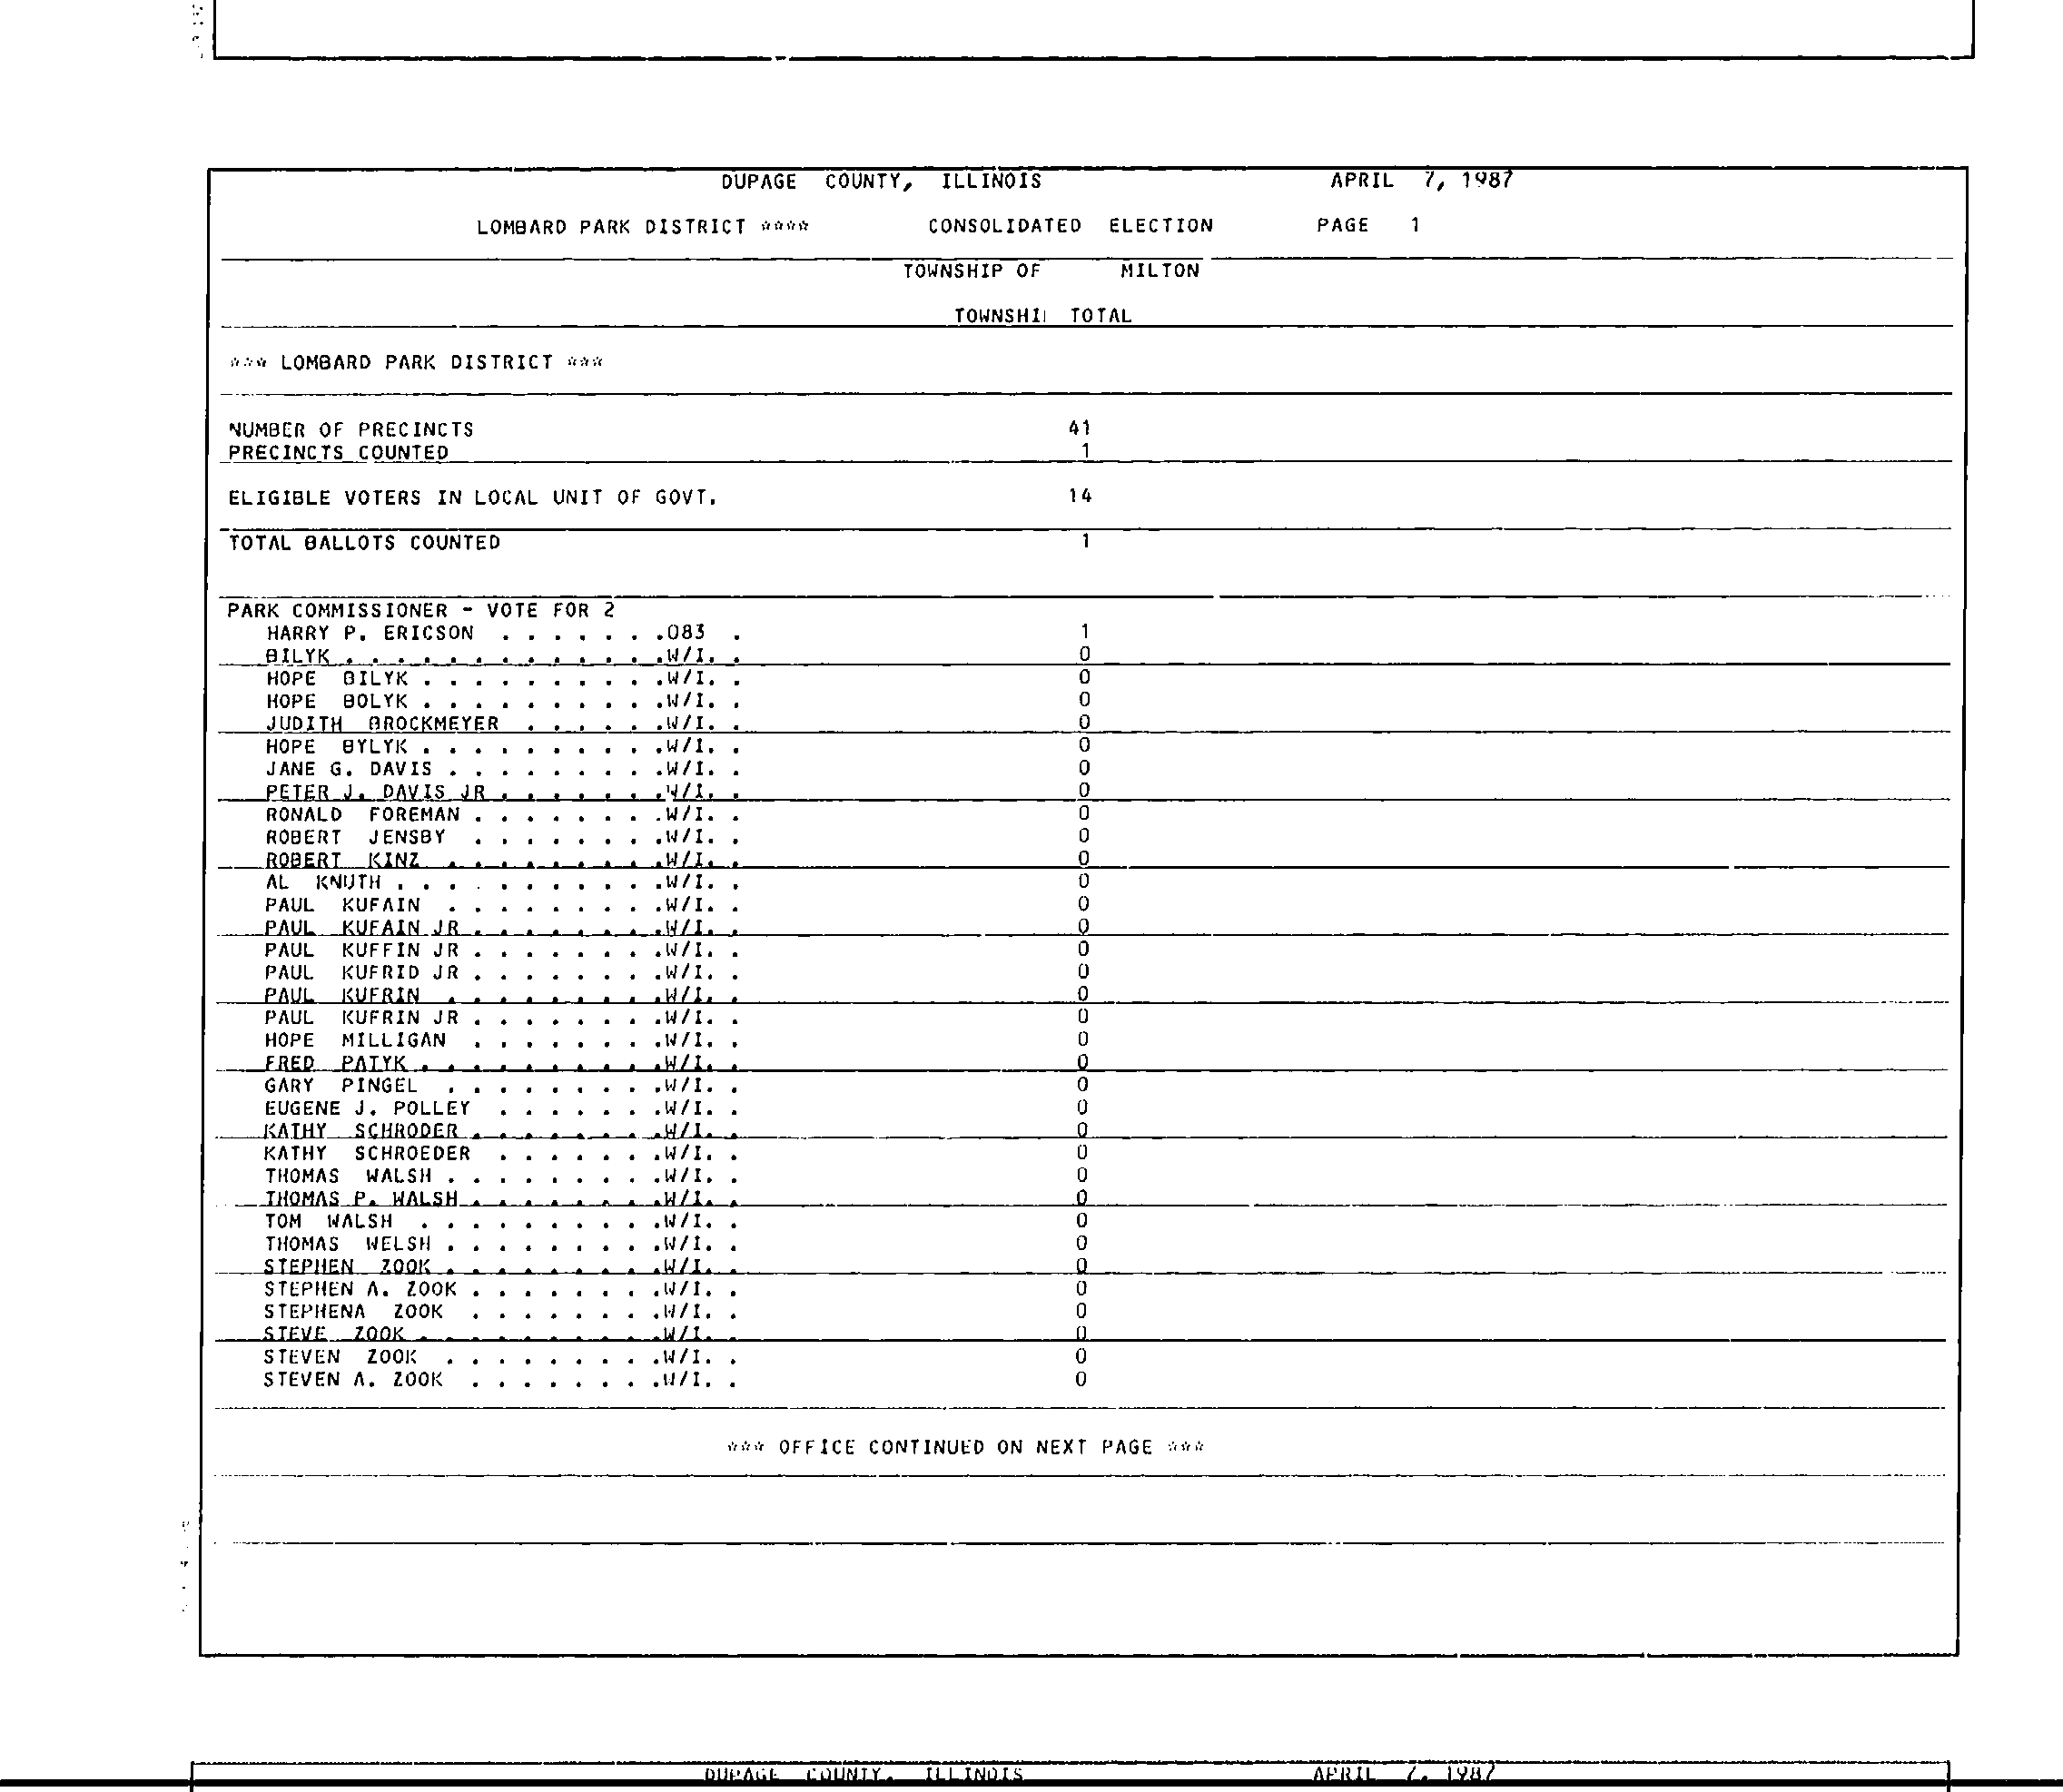 DUPAGE COUNTY, ILLINOIS APRIL 7, 1987
LOMBARD PARK DISTRICT **** CONSOLIDATED ELECTION PAGE 1
TOWNSHIP OF MILTON
TOWNSHI TOTAL
*** LOMBARD PARK DISTRICT ***
NUMBER OF PRECINCTS 41
PRECINCTS COUNTED 1
ELIGIBLE VOTERS IN LOCAL UNIT OF GOVT. 14
TOTAL BALLOTS COUNTED 1
PARK COMMISSIONER - VOTE FOR 2
HARRY P. ERICSON . . . . . . .083 . 1
BILYK . . . . . . . . . . . . .W/I. . 0
HOPE BILYK . . . . . . . . . .W/I. . 0
HOPE BOLYK . . . . . . . . . .W/I. . 0
JUDITH BROCKMEYER . . . . . .W/I. . 0
HOPE BYLYK . . . . . . . . . .W/I. . 0
JANE G. DAVIS . . . . . . . . .W/I. . 0
PETER J. DAVIS JR . . . . . . .W/I. . 0
RONALD FOREMAN . . . . . . . .W/I. . 0
ROBERT JENSBY . . . . . . . .W/I. . 0
ROBERT KINZ . . . . . . . . .W/I. . 0
AL KNUTH . . . . . . . . . . .W/I. . 0
PAUL KUFAIN . . . . . . . . .W/I. . 0
PAUL KUFAIN JR . . . . . . . .W/I. . 0
PAUL KUFFIN JR . . . . . . . .W/I. . 0
PAUL KUFRID JR . . . . . . . .W/I. . 0
PAUL KUFRIN . . . . . . . . .W/I. . 0
PAUL KUFRIN JR . . . . . . . .W/I. . 0
HOPE MILLIGAN . . . . . . . .W/I. . 0
FRED PATYK . . . . . . . . . .W/I. . 0
GARY PINGEL . . . . . . . . .W/I. . 0
EUGENE J. POLLEY . . . . . . .W/I. . 0
KATHY SCHRODER . . . . . . . .W/I. . 0
KATHY SCHROEDER . . . . . . .W/I. . 0
THOMAS WALSH . . . . . . . . .W/I. . 0
THOMAS P. WALSH . . . . . . . .W/I. . 0
TOM WALSH . . . . . . . . . .W/I. . 0
THOMAS WELSH . . . . . . . . .W/I. . 0
STEPHEN ZOOK . . . . . . . . .W/I. . 0
STEPHEN A. ZOOK . . . . . . . .W/I. . 0
STEPHENA ZOOK . . . . . . . .W/I. . 0
STEVE ZOOK . . . . . . . . . .W/I. . 0
STEVEN ZOOK . . . . . . . . .W/I. . 0
STEVEN A. ZOOK . . . . . . . .W/I. . 0
*** OFFICE CONTINUED ON NEXT PAGE ***
DUPAGE COUNTY, ILLINOIS APRIL 7, 1987